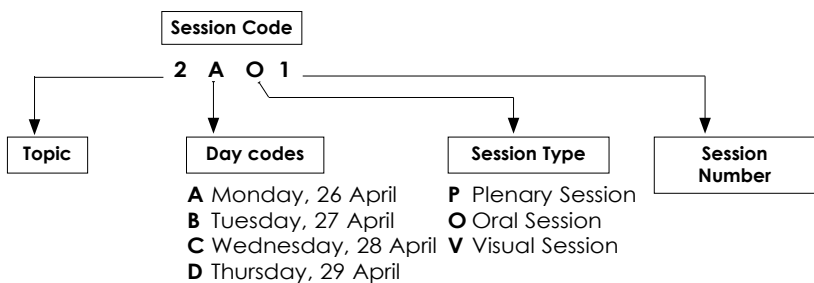 Session Code
2 A O 1
Topic
Day codes
A Monday, 26 April
B Tuesday, 27 April
C Wednesday, 28 April
D Thursday, 29 April
Session Type
P Plenary Session
O Oral Session
V Visual Session
Session
Number